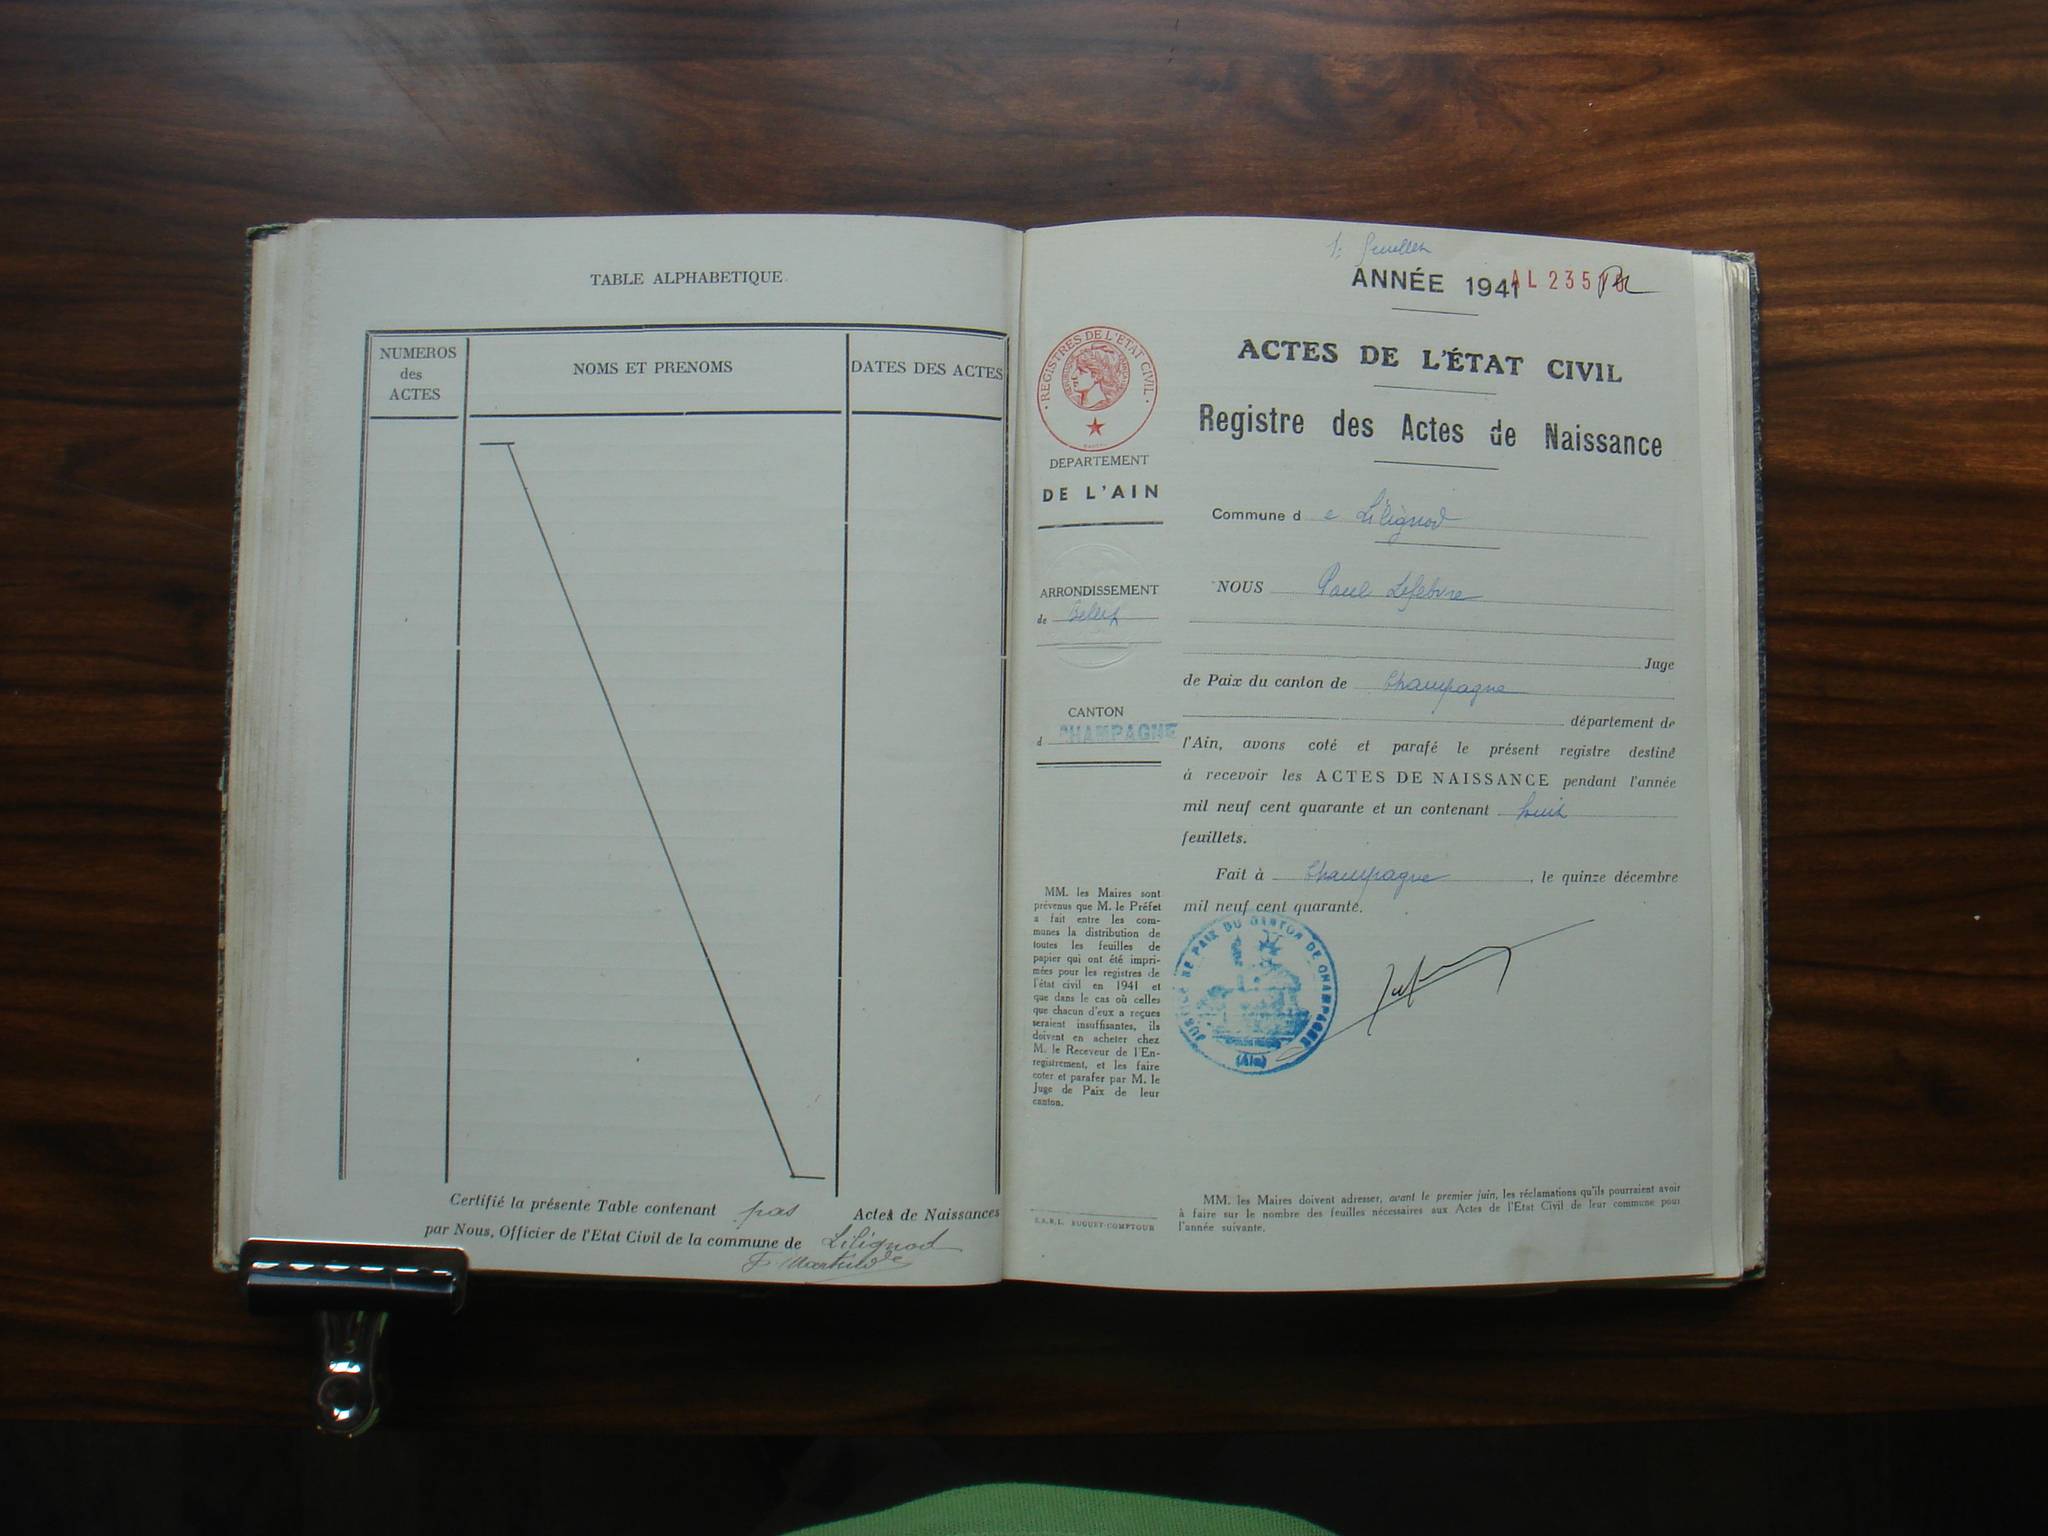 TABLE ALPHABETIQUE
NUMEROS
des
ACTES
NOMS ET PRENOMS
DATES DES ACTES
Certifié la présente Table contenant pas Actes de Naissances
par Nous, Officier de l'Etat Civil de la commune de Lilignod
ANNÉE 1941
AL 235
ACTES DE L'ÉTAT CIVIL
Registre des Actes de Naissance
REGISTRES DE L'ETAT CIVIL
DEPARTEMENT
DE L'AIN
ARRONDISSEMENT
de Belley
CANTON
d CHAMPAGNE
MM. les Maires sont
prévenus que M. le Préfet
a fait entre les com-
munes la distribution de
toutes les feuilles de
papier qui ont été impri-
mées pour les registres de
l'état civil en 1941 et
que dans le cas où celles
que chacun d'eux a reçues
seraient insuffisantes, ils
doivent en acheter chez
M. le Receveur de l'En-
registrement, et les faire
coter et parafer par M. le
Juge de Paix de leur
canton.
S.A.R.L. BUGUET-COMPTOUR
Commune de Lilignod
NOUS Paul Lefebvre
Juge
de Paix du canton de Champagne
département de
l'Ain, avons coté et parafé le présent registre destiné
à recevoir les ACTES DE NAISSANCE pendant l'année
mil neuf cent quarante et un contenant huit
feuillets.
Fait à Champagne, le quinze décembre
mil neuf cent quarante.
JUSTICE DE PAIX DU CANTON DE CHAMPAGNE
(Ain)
MM. les Maires doivent adresser, avant le premier juin, les réclamations qu'ils pourraient avoir
à faire sur le nombre des feuilles nécessaires aux Actes de l'Etat Civil de leur commune pour
l'année suivante.